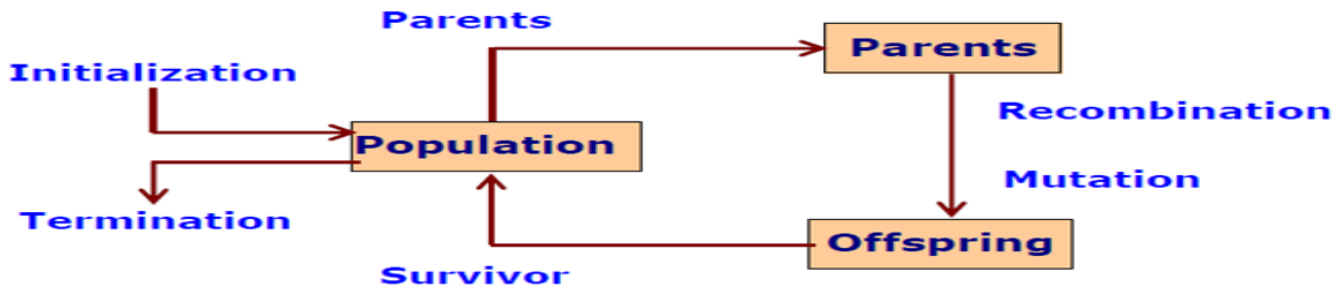 Parents
Parents
Initialization
Recombination
Population
Mutation
Termination
Offspring
Survivor